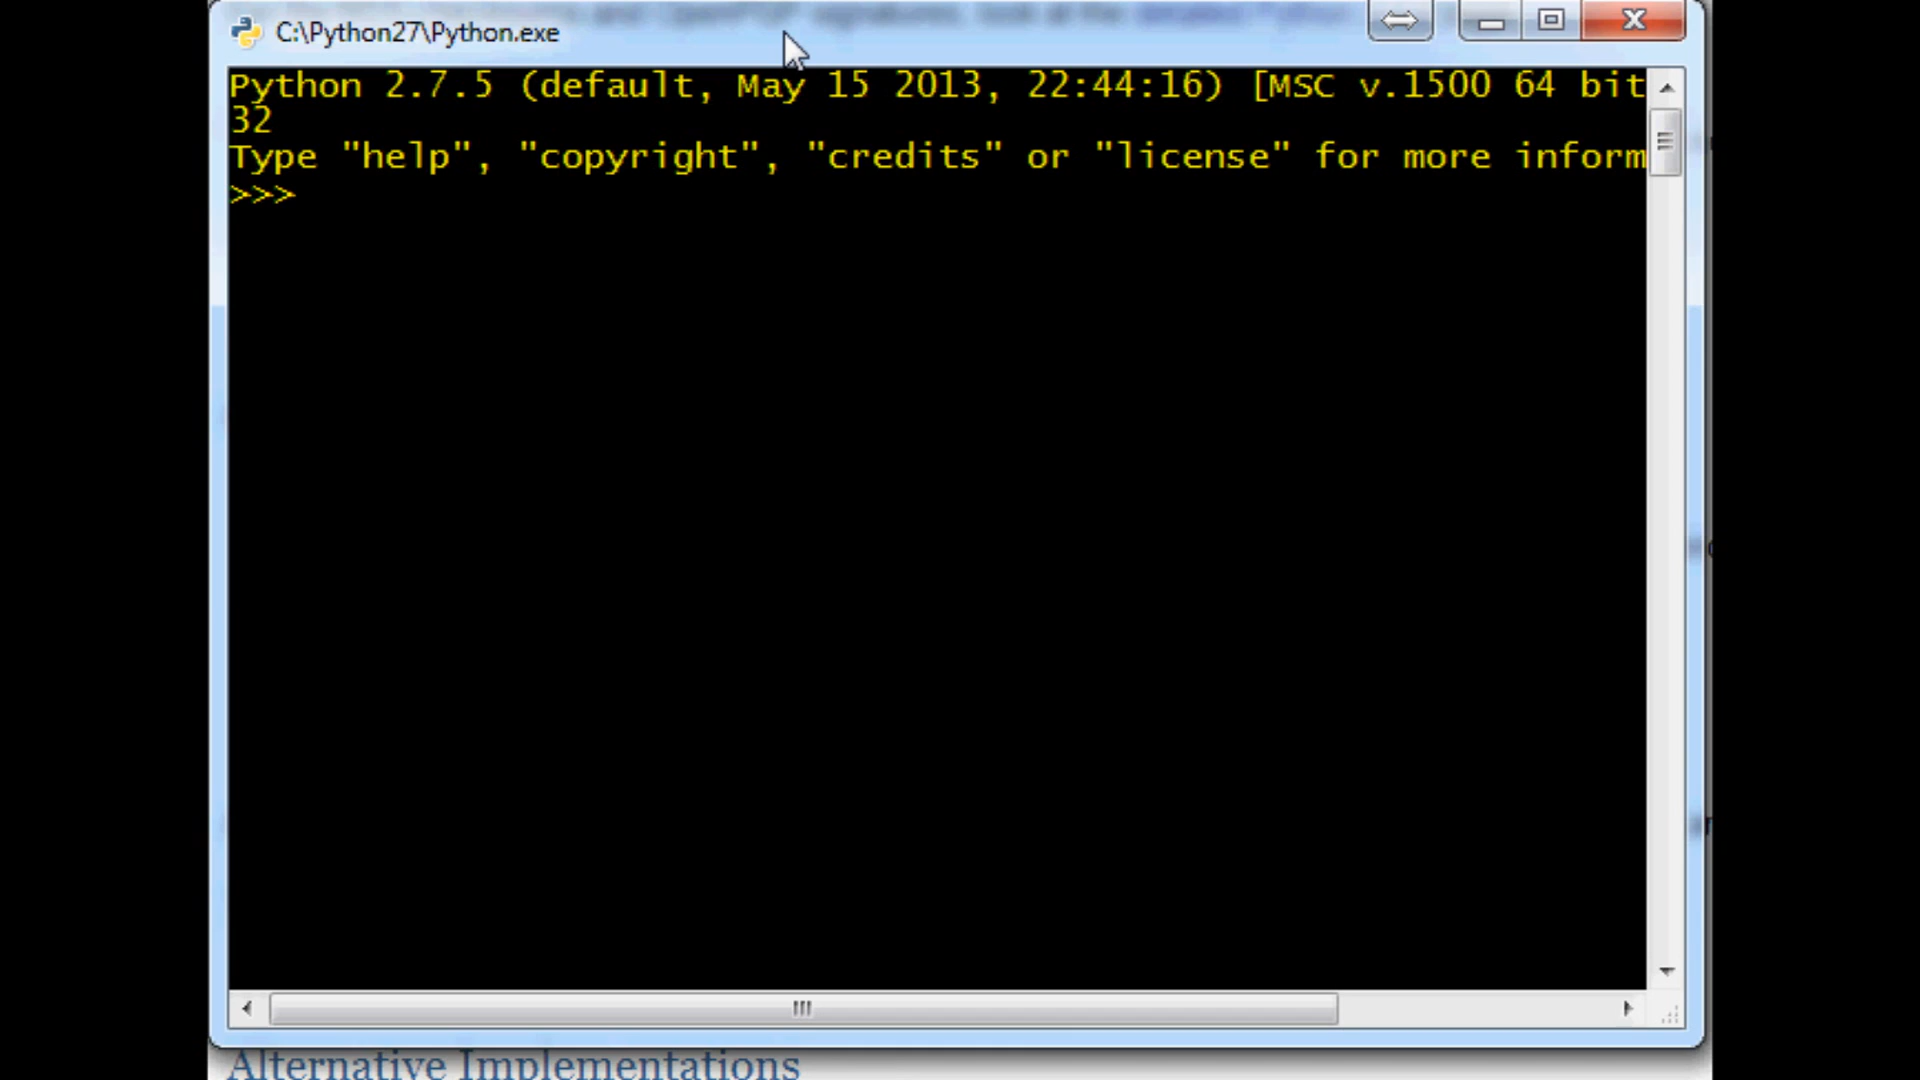 C:\Python27\Python.exe
Python 2.7.5 (default, May 15 2013, 22:44:16) [MSC v.1500 64 bit
32
Type "help", "copyright", "credits" or "license" for more inform
>>>
Alternative Implementations